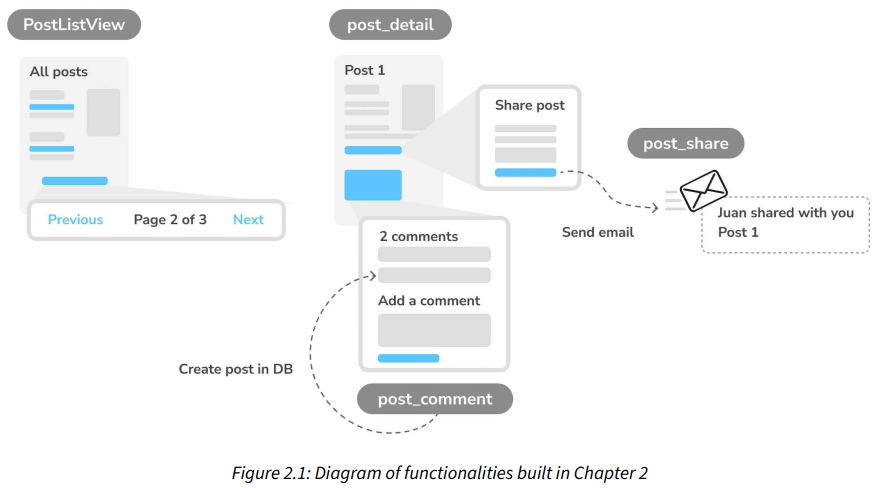 PostListView
All posts
Previous Page 2 of 3 Next
post_detail
Post 1
Share post
post_share
Send email
Juan shared with you
Post 1
2 comments
Add a comment
Create post in DB
post_comment
Figure 2.1: Diagram of functionalities built in Chapter 2